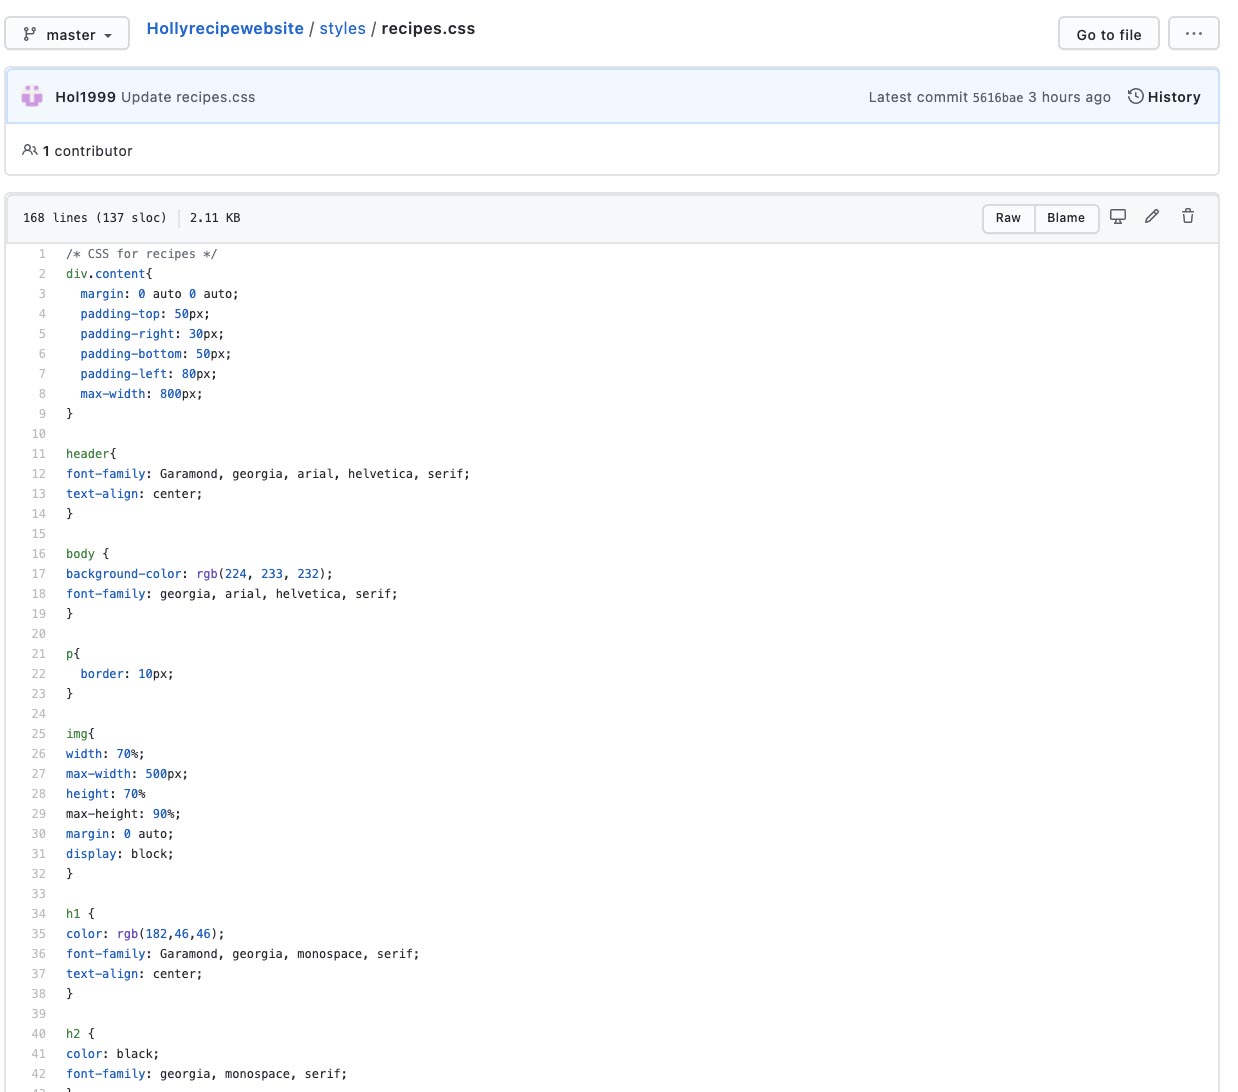 master
Hollyrecipewebsite / styles / recipes.css
Go to file
...
Hol1999 Update recipes.css
Latest commit 5616bae 3 hours ago
History
1 contributor
168 lines (137 sloc) | 2.11 KB
Raw
Blame
1 /* CSS for recipes */
2 div.content{
3   margin: 0 auto 0 auto;
4   padding-top: 50px;
5   padding-right: 30px;
6   padding-bottom: 50px;
7   padding-left: 80px;
8   max-width: 800px;
9 }
10
11 header{
12 font-family: Garamond, georgia, arial, helvetica, serif;
13 text-align: center;
14 }
15
16 body {
17 background-color: rgb(224, 233, 232);
18 font-family: georgia, arial, helvetica, serif;
19 }
20
21 p{
22   border: 10px;
23 }
24
25 img{
26 width: 70%;
27 max-width: 500px;
28 height: 70%
29 max-height: 90%;
30 margin: 0 auto;
31 display: block;
32 }
33
34 h1 {
35 color: rgb(182,46,46);
36 font-family: Garamond, georgia, monospace, serif;
37 text-align: center;
38 }
39
40 h2 {
41 color: black;
42 font-family: georgia, monospace, serif;
43 }